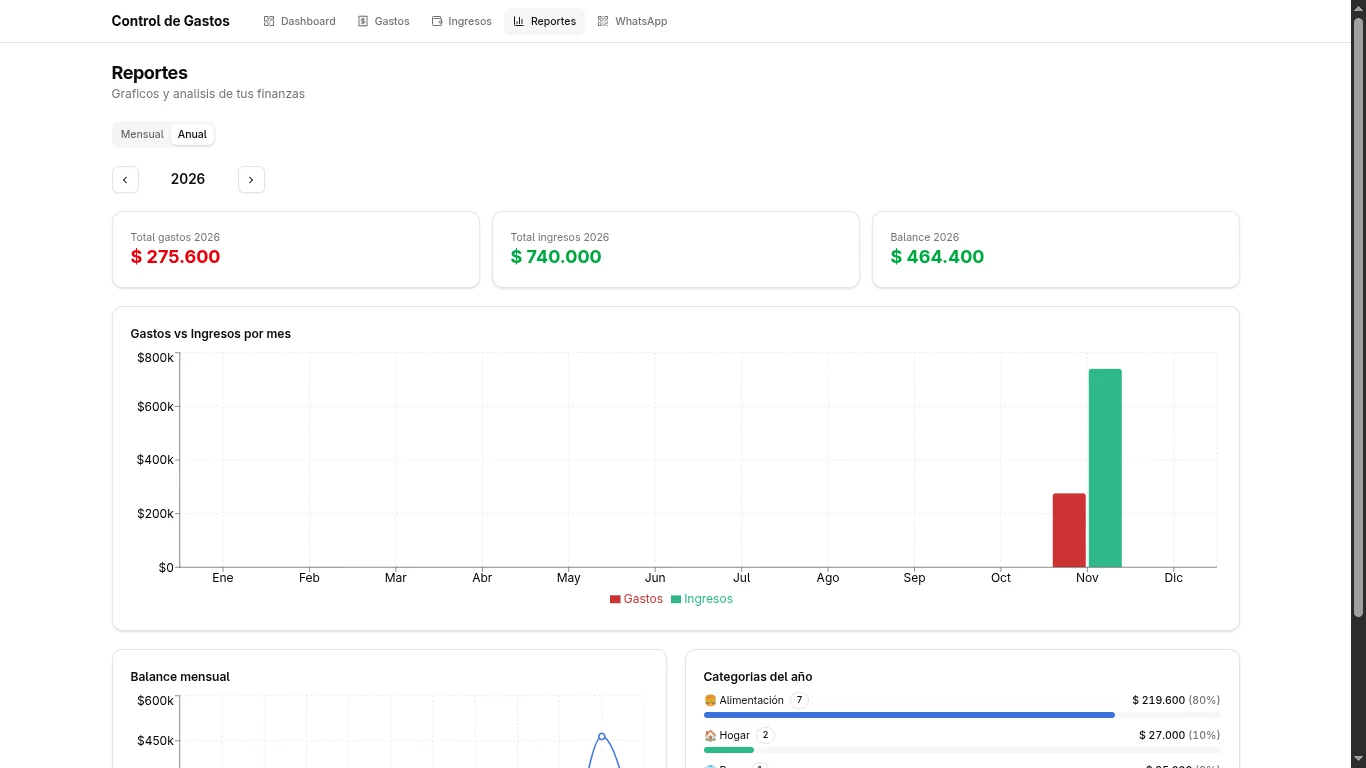 Control de Gastos Dashboard Gastos Ingresos Reportes WhatsApp
Reportes
Graficos y analisis de tus finanzas
Mensual Anual
2026
Total gastos 2026
$ 275.600
Total ingresos 2026
$ 740.000
Balance 2026
$ 464.400
Gastos vs Ingresos por mes
$800k
$600k
$400k
$200k
$0
Ene Feb Mar Abr May Jun Jul Ago Sep Oct Nov Dic
Gastos Ingresos
Balance mensual
$600k
$450k
Categorias del año
Alimentación 7 $ 219.600 (80%)
Hogar 2 $ 27.000 (10%)